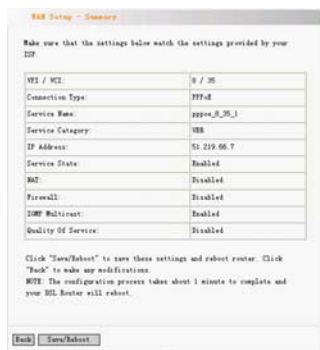 WAN Setup - Summary
Make sure that the settings below match the settings provided by your
ISP.
VPI / VCI: 8 / 35
Connection Type: PPPoE
Service Name: pppoe_8_35_1
Service Category: UBR
IP Address: 51.219.66.7
Service State: Enabled
NAT: Disabled
Firewall: Disabled
IGMP Multicast: Enabled
Quality Of Service: Disabled
Click "Save/Reboot" to save these settings and reboot router. Click
"Back" to make any modifications.
NOTE: The configuration process takes about 1 minute to complete and
your DSL Router will reboot.
Back Save/Reboot